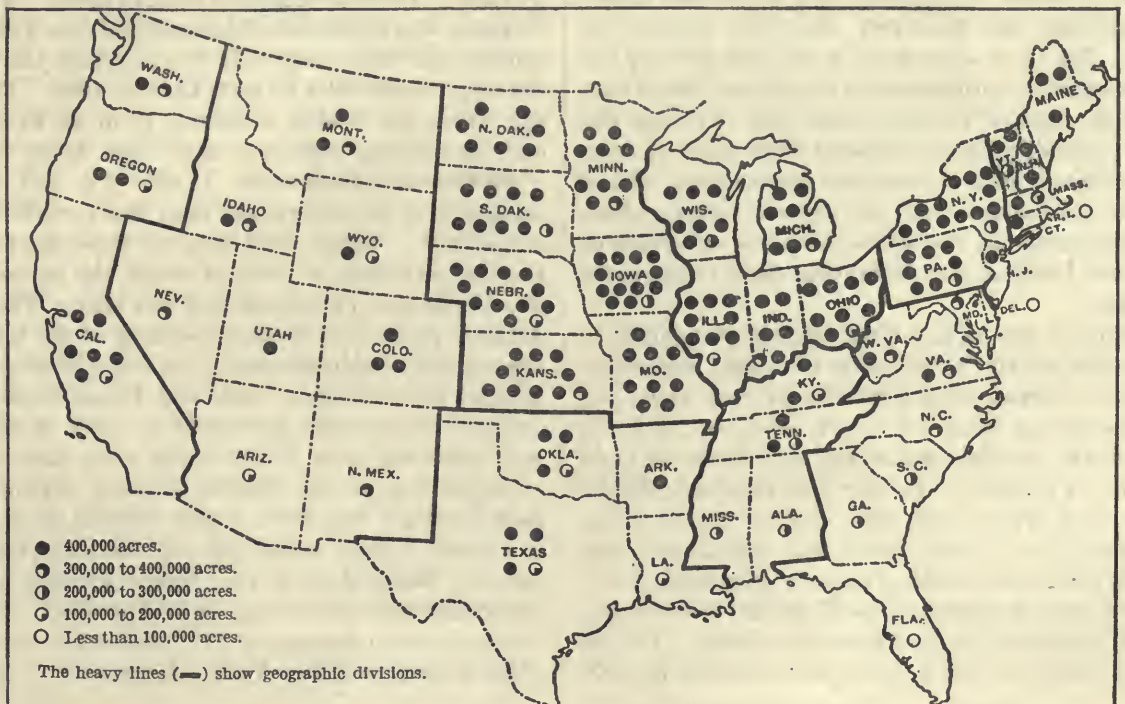 WASH.
MONT.
N. DAK.
MINN.
MAINE
OREGON
VT.
N.H.
IDAHO
S. DAK.
WIS.
MICH.
N.Y.
MASS.
R.I.
CT.
WYO.
NEV.
NEBR.
IOWA
PA.
N.J.
CAL.
UTAH
COLO.
ILL.
IND.
OHIO
MD.
DEL.
KANS.
MO.
W. VA.
VA.
KY.
ARIZ.
N. MEX.
OKLA.
ARK.
TENN.
N.C.
S.C.
MISS.
ALA.
GA.
TEXAS
LA.
FLA.
400,000 acres.
300,000 to 400,000 acres.
200,000 to 300,000 acres.
100,000 to 200,000 acres.
Less than 100,000 acres.
The heavy lines (▬) show geographic divisions.